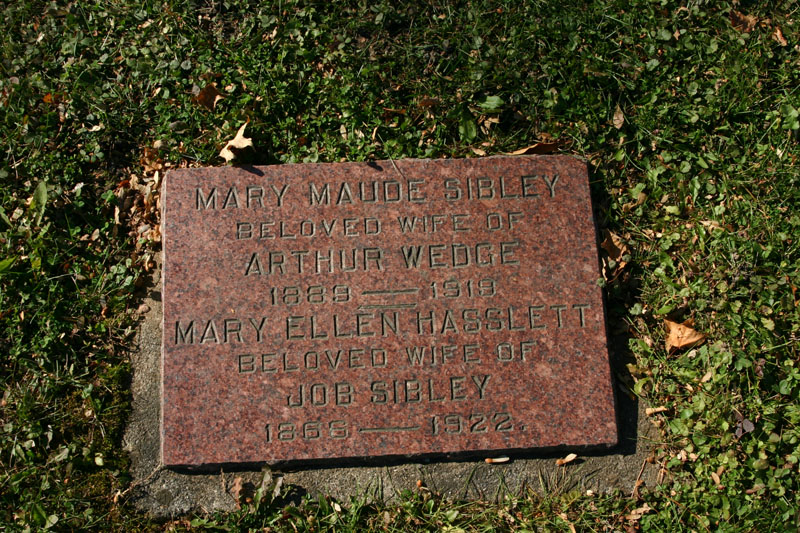 MARY MAUDE SIBLEY
BELOVED WIFE OF
ARTHUR WEDGE
1889 — 1919
MARY ELLEN HASSLETT
BELOVED WIFE OF
JOB SIBLEY
1866 — 1922.